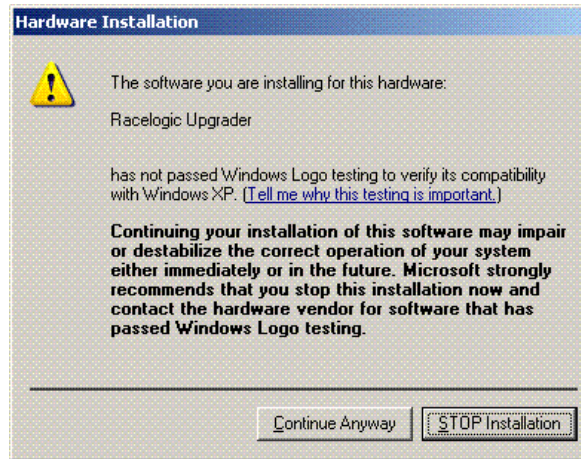 Hardware Installation
The software you are installing for this hardware:
Racelogic Upgrader
has not passed Windows Logo testing to verify its compatibility
with Windows XP. (Tell me why this testing is important.)
Continuing your installation of this software may impair
or destabilize the correct operation of your system
either immediately or in the future. Microsoft strongly
recommends that you stop this installation now and
contact the hardware vendor for software that has
passed Windows Logo testing.
Continue Anyway
STOP Installation